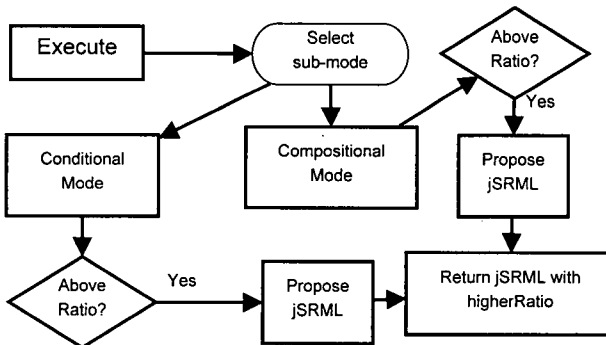 Execute
Select
sub-mode
Above
Ratio?
Yes
Conditional
Mode
Compositional
Mode
Propose
jSRML
Above
Ratio?
Yes
Propose
jSRML
Return jSRML with
higherRatio